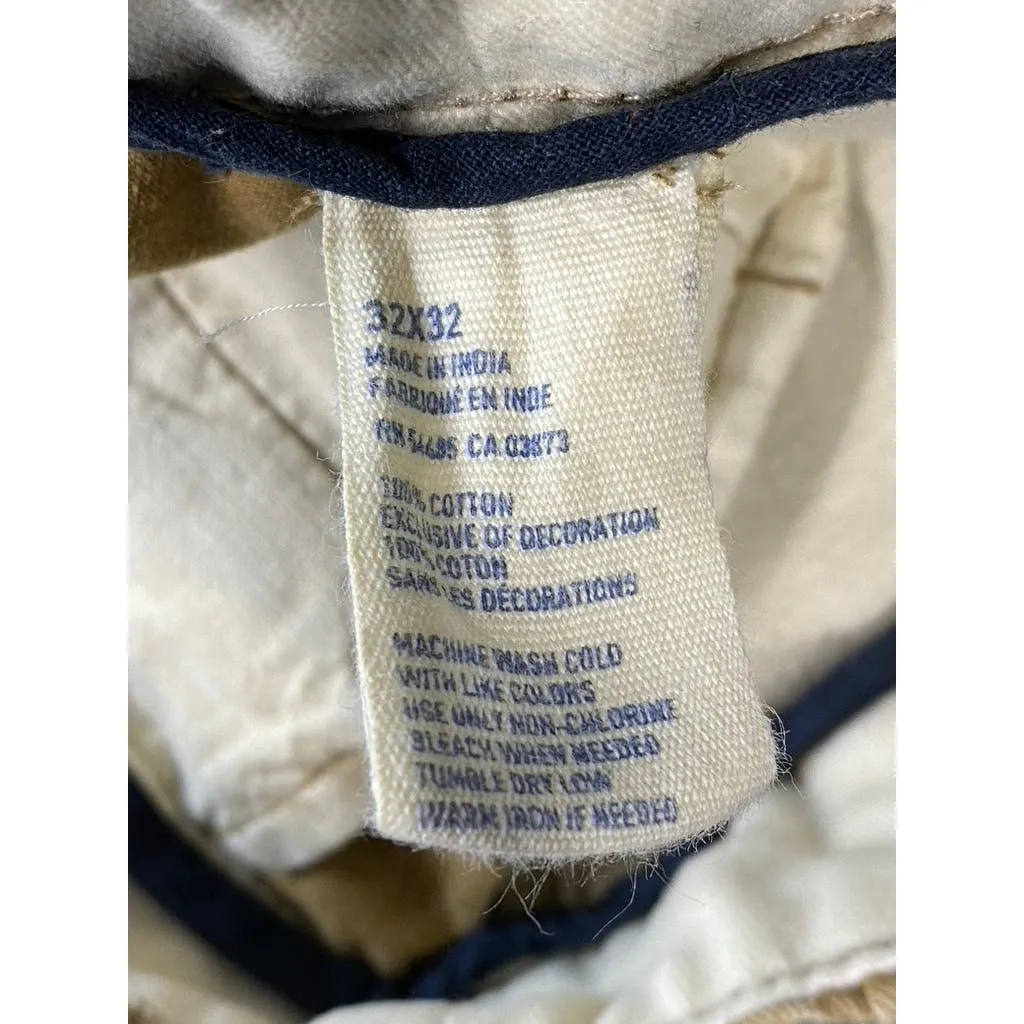 32X32
MADE IN INDIA
FABRIQUÉ EN INDE
RN 54485 CA 03673
100% COTTON
EXCLUSIVE OF DECORATION
100% COTON
SANS LES DÉCORATIONS
MACHINE WASH COLD
WITH LIKE COLORS
USE ONLY NON-CHLORINE
BLEACH WHEN NEEDED
TUMBLE DRY LOW
WARM IRON IF NEEDED